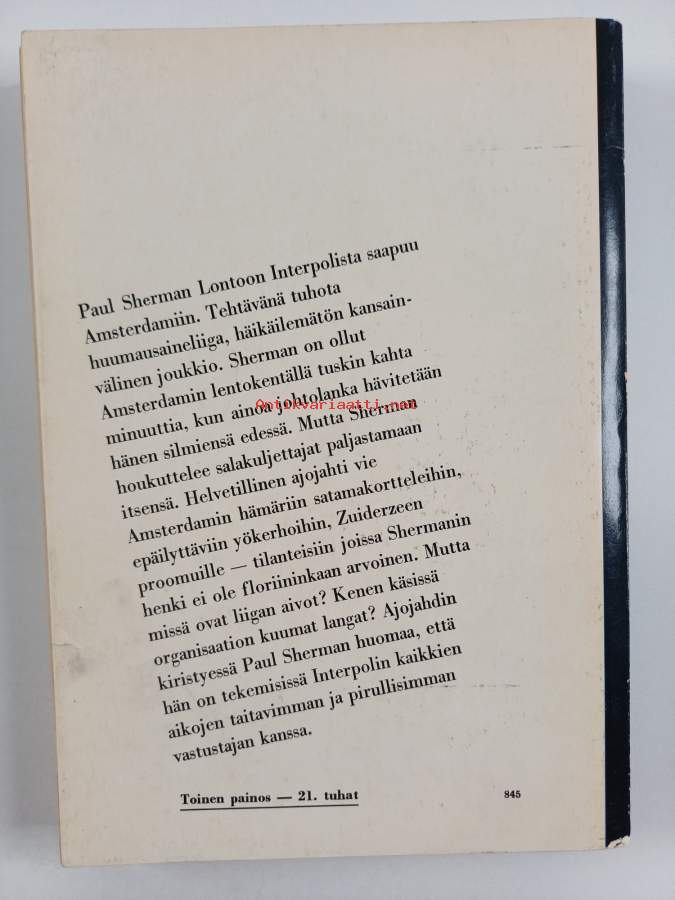 Paul Sherman Lontoon Interpolista saapuu
Amsterdamiin. Tehtävänä tuhota
huumausaineliiga, häikäilemätön kansain-
välinen joukkio. Sherman on ollut
Amsterdamin lentokentällä tuskin kahta
minuuttia, kun ainoa johtolanka hävitetään
hänen silmiensä edessä. Mutta Sherman
houkuttelee salakuljettajat paljastamaan
itsensä. Helvetillinen ajojahti vie
Amsterdamin hämäriin satamakortteleihin,
epäilyttäviin yökerhoihin, Zuiderzeen
proomuille — tilanteisiin joissa Shermanin
henki ei ole floriininkaan arvoinen. Mutta
missä ovat liigan aivot? Kenen käsissä
organisaation kuumat langat? Ajojahdin
kiristyessä Paul Sherman huomaa, että
hän on tekemisissä Interpolin kaikkien
aikojen taitavimman ja pirullisimman
vastustajan kanssa.
Antikvariaatti.net
Toinen painos — 21. tuhat
845